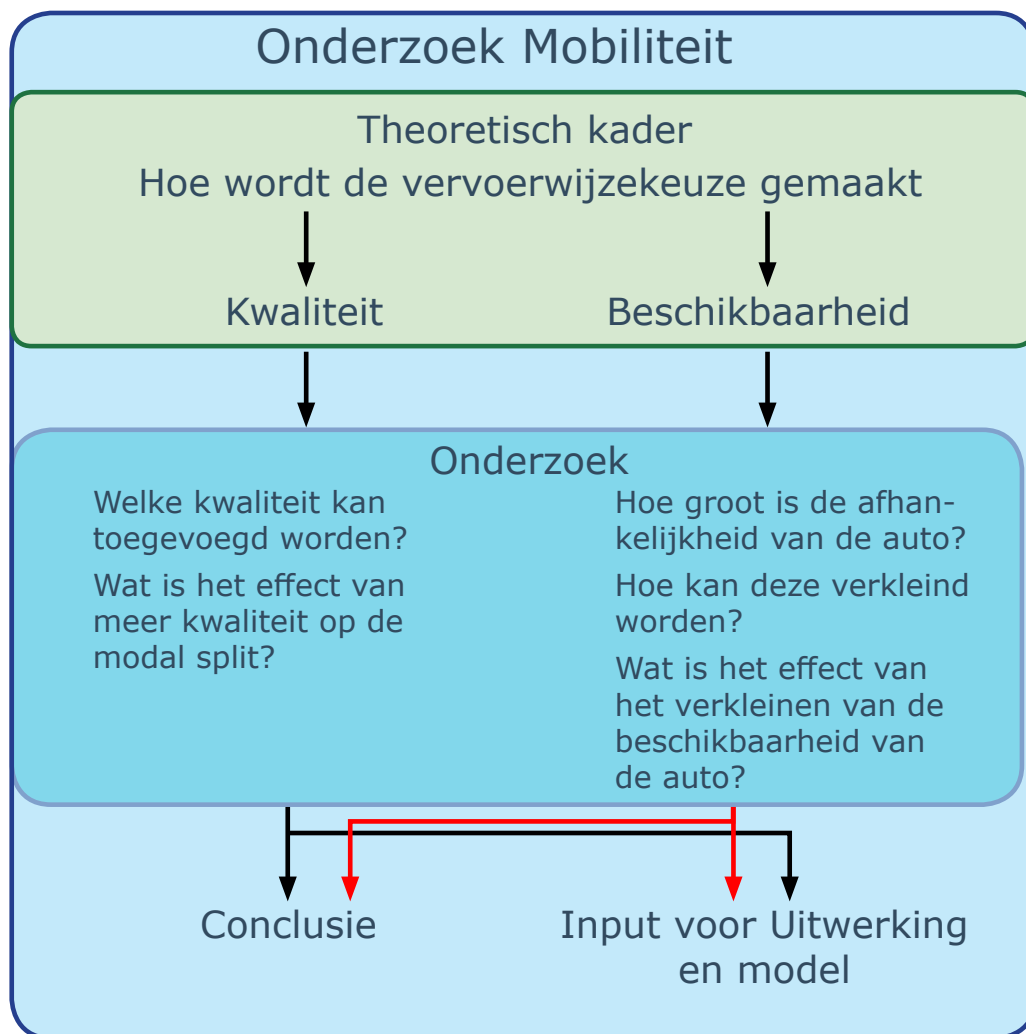 Onderzoek Mobiliteit
Theoretisch kader
Hoe wordt de vervoerwijzekeuze gemaakt
Kwaliteit
Beschikbaarheid
Onderzoek
Welke kwaliteit kan
toegevoegd worden?
Wat is het effect van
meer kwaliteit op de
modal split?
Hoe groot is de afhan-
kelijkheid van de auto?
Hoe kan deze verkleind
worden?
Wat is het effect van
het verkleinen van de
beschikbaarheid van
de auto?
Conclusie
Input voor Uitwerking
en model